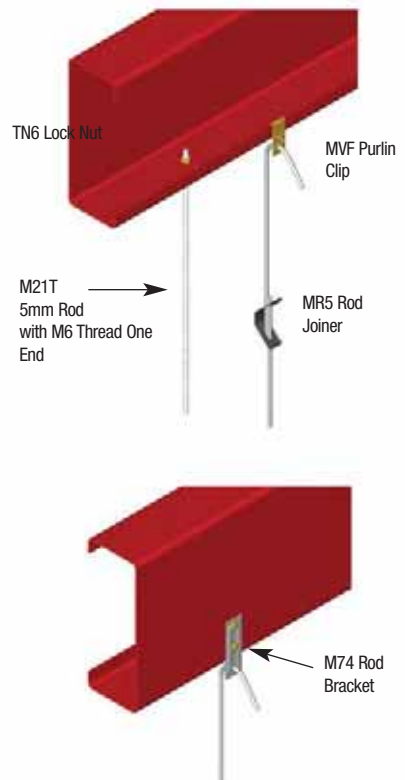 TN6 Lock Nut
MVF Purlin
Clip
M21T
5mm Rod
with M6 Thread One
End
MR5 Rod
Joiner
M74 Rod
Bracket